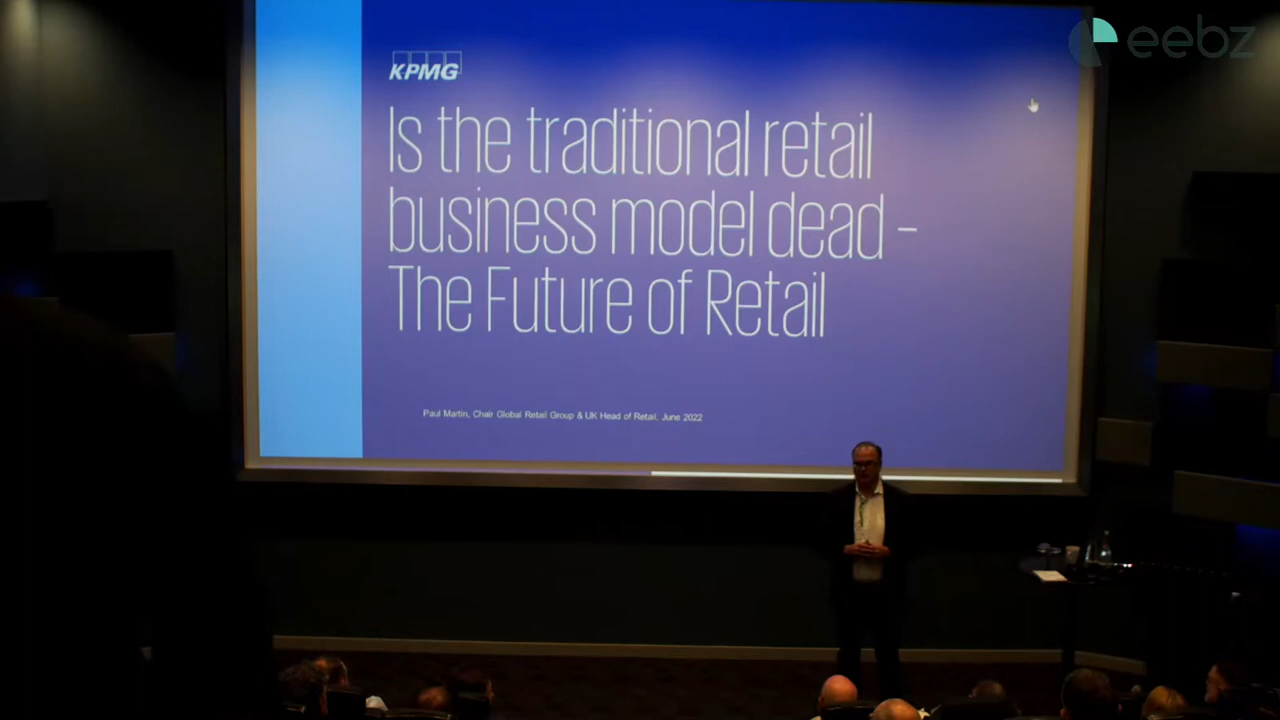 eebz
KPMG
Is the traditional retail
business model dead –
The Future of Retail
Paul Martin, Chair Global Retail Group & UK Head of Retail, June 2022